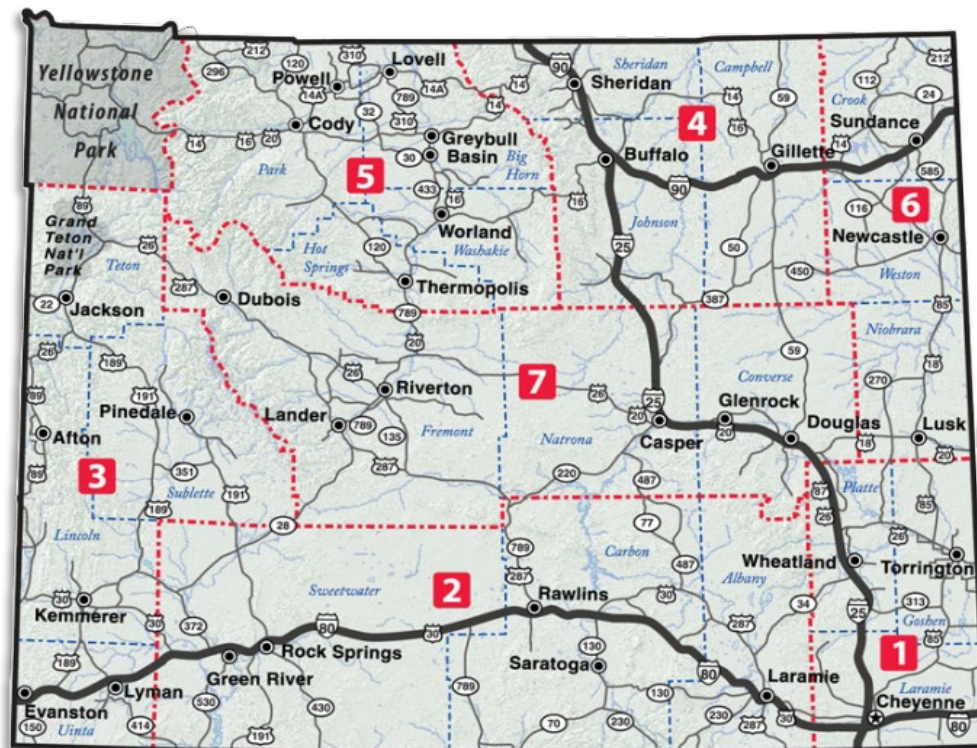 212
310
Lovell
90
Sheridan
Campbell
212
Yellowstone
National
Park
296
120
Powell
14A
789
14A
Sheridan
14
59
112
24
Crook
Sundance
32
310
14
14
16
20
Cody
Greybull
Basin
30
Big
Horn
4
16
Buffalo
Gillette
14
585
Park
5
433
16
90
116
6
89
Worland
16
Johnson
Newcastle
Grand
Teton
Nat'l
Park
26
Teton
Hot
Springs
120
Washakie
25
50
450
Weston
287
Dubois
Thermopolis
387
85
22
Jackson
789
Niobrara
26
189
20
59
18
191
26
Riverton
7
26
Converse
270
89
Pinedale
Lander
789
135
Fremont
25
20
Casper
Glenrock
20
Douglas
18
Lusk
20
Afton
Natrona
3
89
351
287
220
487
87
Platte
Sublette
191
85
189
28
77
25
26
Lincoln
789
Carbon
487
Albany
Wheatland
Torrington
Sweetwater
2
287
30
Kemmerer
30
372
Rawlins
30
34
313
80
30
287
25
Goshen
85
189
Rock Springs
130
1
Green River
Saratoga
80
Laramie
Laramie
Evanston
Lyman
530
430
789
130
Cheyenne
150
Uinta
414
191
70
230
230
287
30
80